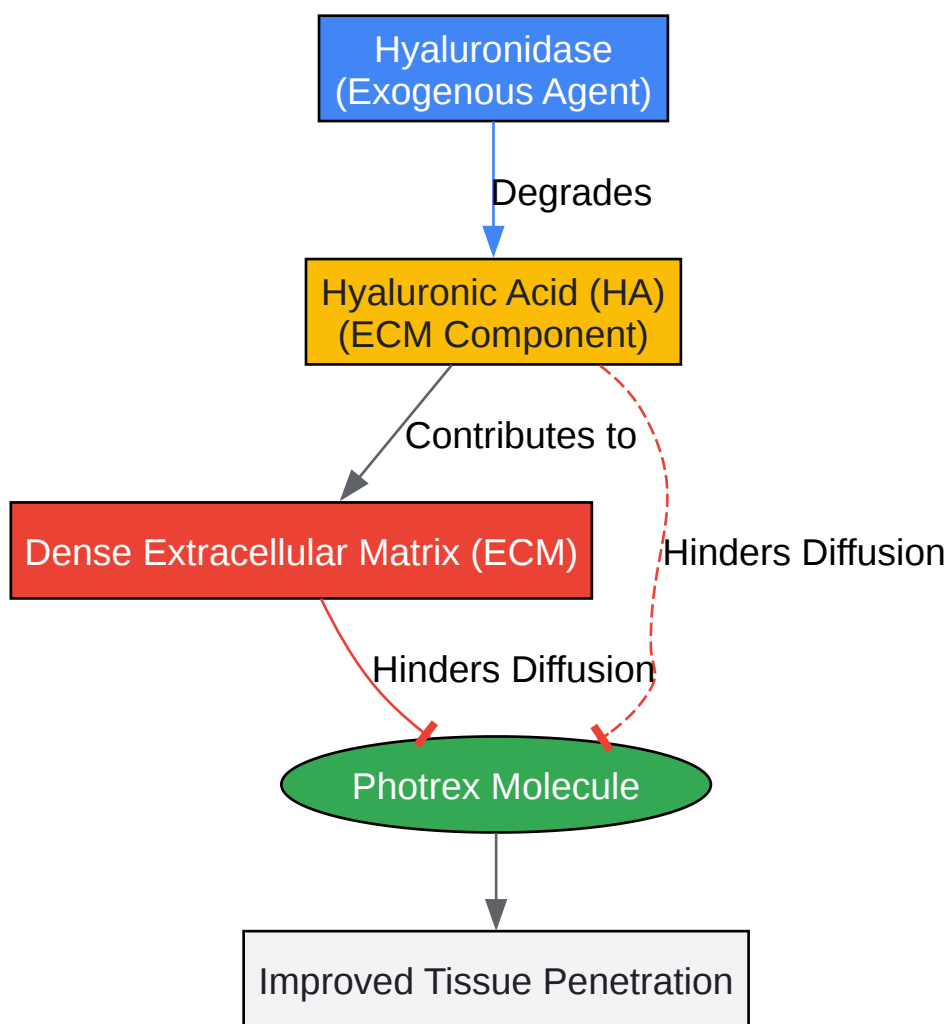 Hyaluronidase
(Exogenous Agent)
Degrades
Hyaluronic Acid (HA)
(ECM Component)
Contributes to
Dense Extracellular Matrix (ECM)
Hinders Diffusion
Hinders Diffusion
Photrex Molecule
Improved Tissue Penetration